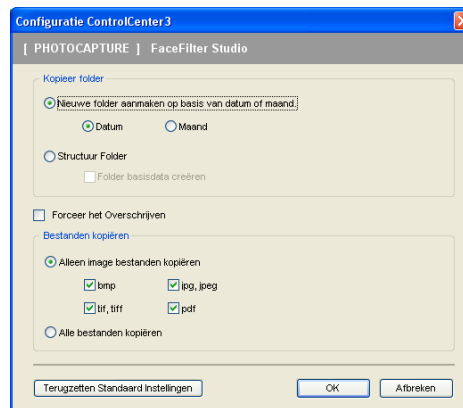 Configuratie ControlCenter3
[ PHOTOCAPTURE ] FaceFilter Studio
Kopieer folder
Nieuwe folder aanmaken op basis van datum of maand.
Datum Maand
Structuur Folder
Folder basisdata creëren
Forceer het Overschrijven
Bestanden kopiëren
Alleen image bestanden kopiëren
bmp ipg, jpeg
tif, tiff pdf
Alle bestanden kopiëren
Terugzetten Standaard Instellingen OK Afbreken